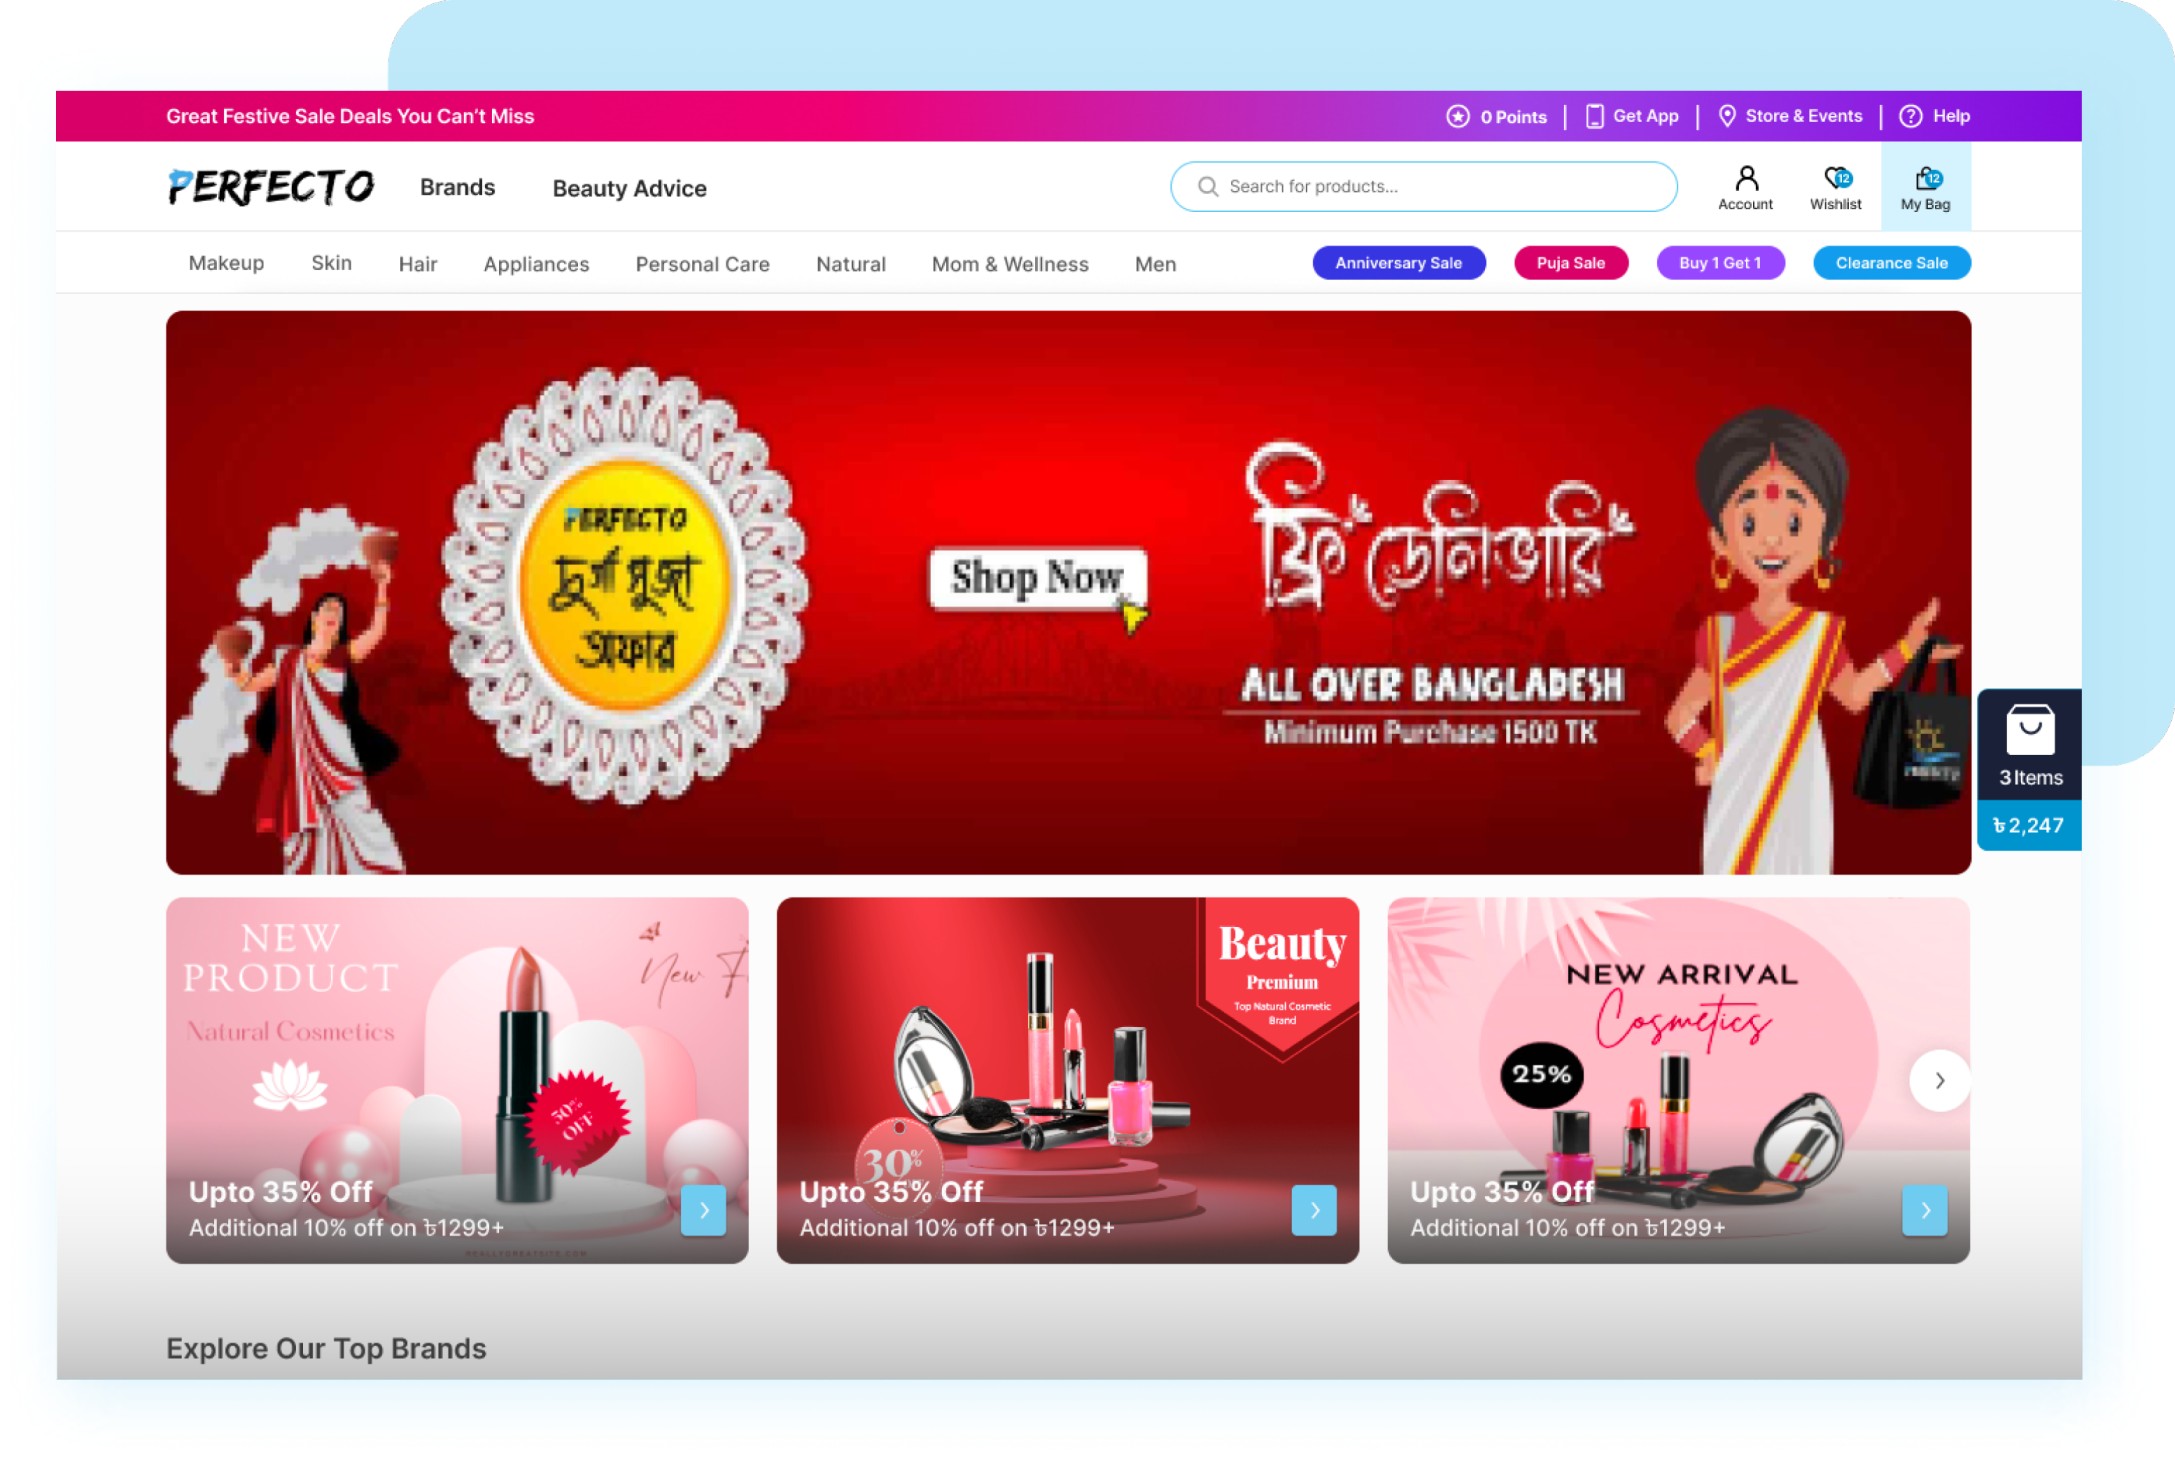 Great Festive Sale Deals You Can't Miss
0 Points | Get App | Store & Events | Help
PERFECTO
Brands
Beauty Advice
Search for products...
Account
12
Wishlist
12
My Bag
Makeup
Skin
Hair
Appliances
Personal Care
Natural
Mom & Wellness
Men
Anniversary Sale
Puja Sale
Buy 1 Get 1
Clearance Sale
PERFECTO
দুর্গা পূজা
অফার
Shop Now
ফ্রি ডেলিভারি
ALL OVER BANGLADESH
Minimum Purchase 1500 TK
3 Items
৳ 2,247
NEW
PRODUCT
Natural Cosmetics
New F
50%
OFF
Upto 35% Off
Additional 10% off on ৳1299+
Beauty
Premium
Top Natural Cosmetic
Brand
30%
Upto 35% Off
Additional 10% off on ৳1299+
NEW ARRIVAL
Cosmetics
25%
Upto 35% Off
Additional 10% off on ৳1299+
Explore Our Top Brands